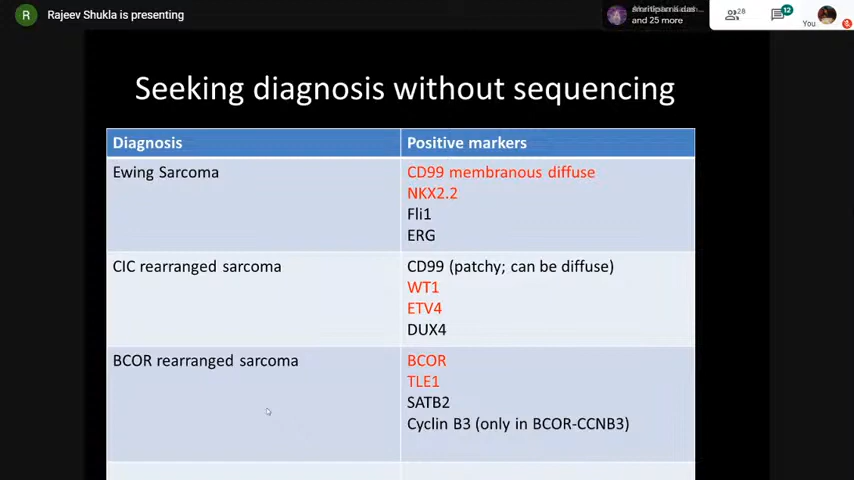 R Rajeev Shukla is presenting
and 25 more
28
12
You
Seeking diagnosis without sequencing
Diagnosis Positive markers
Ewing Sarcoma CD99 membranous diffuse
NKX2.2
Fli1
ERG
CIC rearranged sarcoma CD99 (patchy; can be diffuse)
WT1
ETV4
DUX4
BCOR rearranged sarcoma BCOR
TLE1
SATB2
Cyclin B3 (only in BCOR-CCNB3)